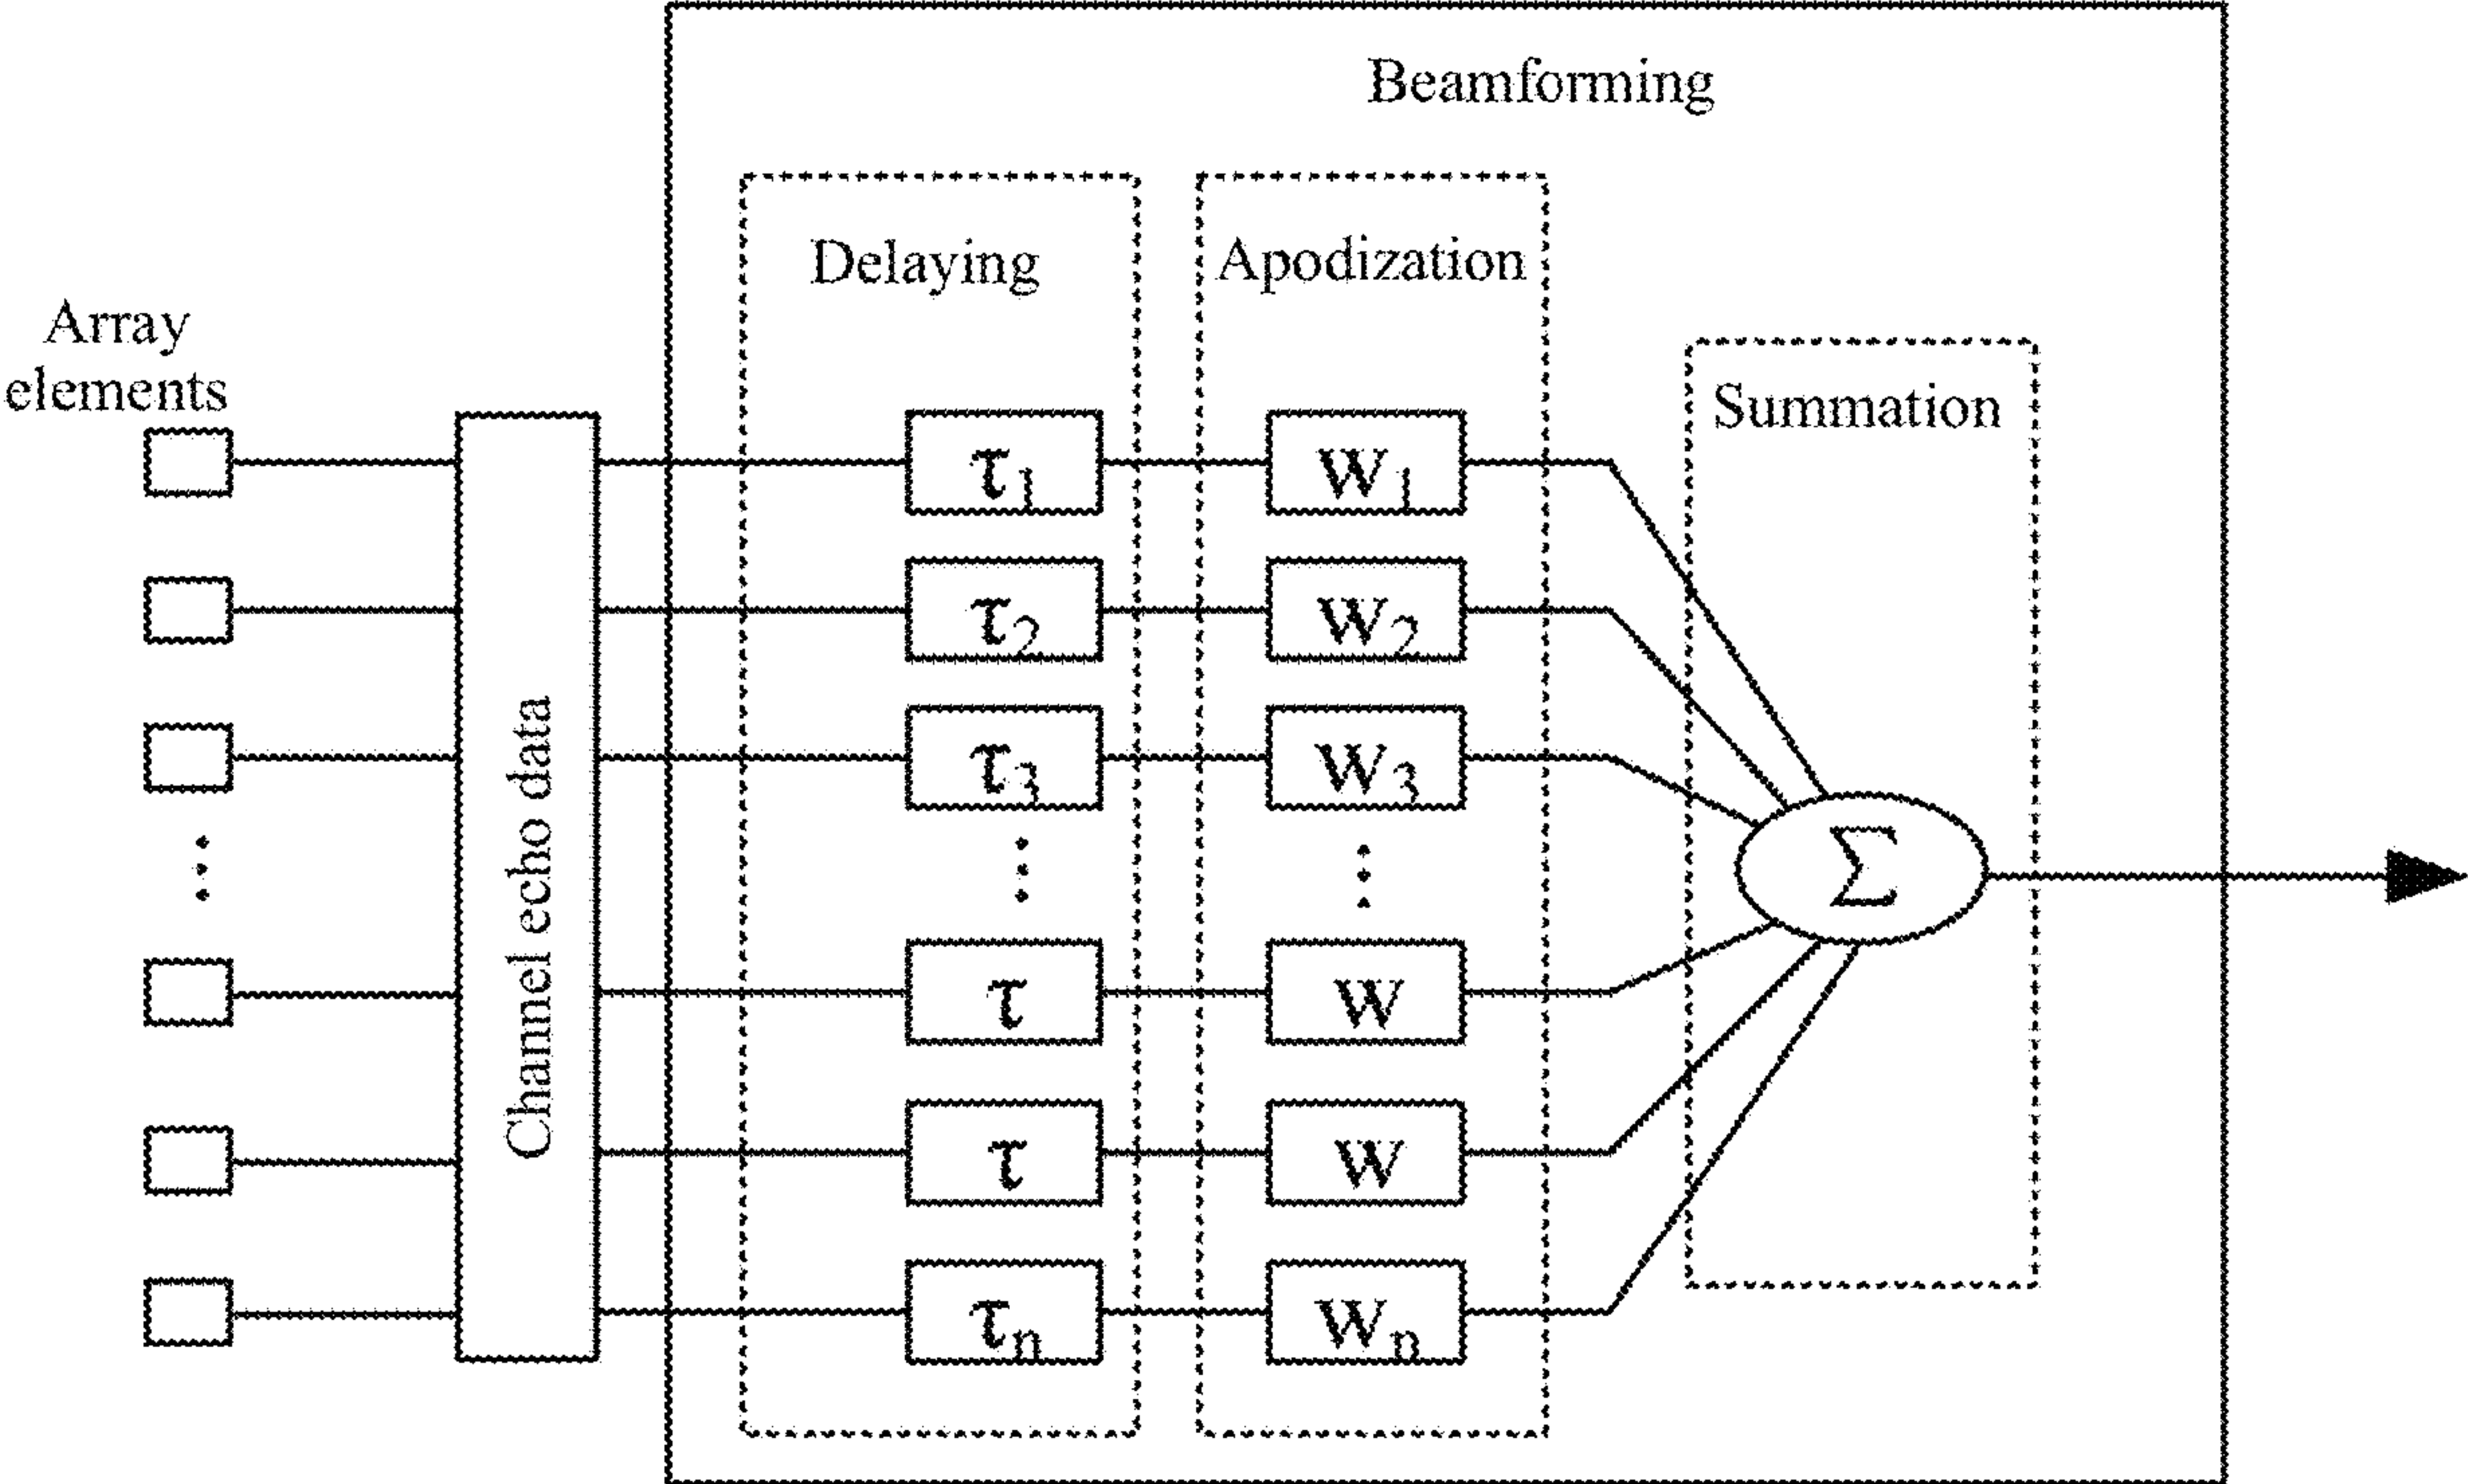 Beamforming
Delaying
Apodization
Array
elements
Summation
Channel echo data
τ1
w1
τ2
w2
τ3
w3
Σ
τ
w
τ
w
τn
wn